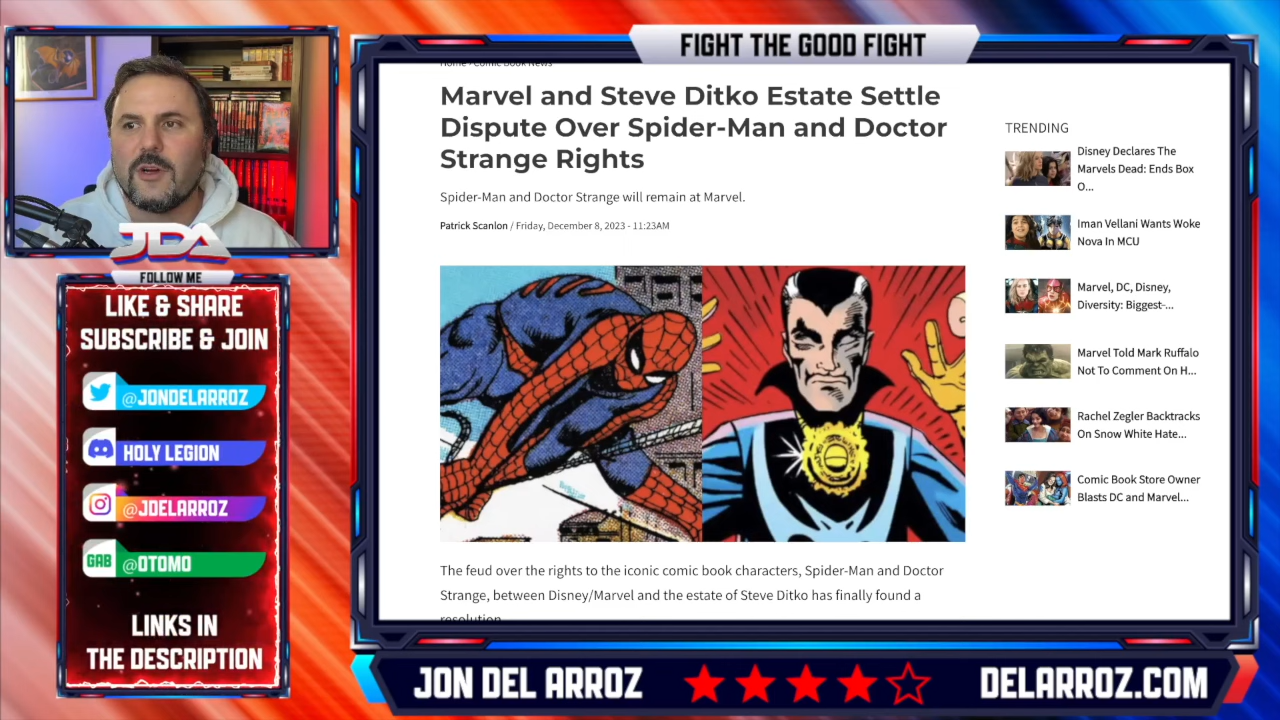 FIGHT THE GOOD FIGHT
Home / Comic Book News
Marvel and Steve Ditko Estate Settle
Dispute Over Spider-Man and Doctor
Strange Rights
Spider-Man and Doctor Strange will remain at Marvel.
Patrick Scanlon / Friday, December 8, 2023 - 11:23AM
The feud over the rights to the iconic comic book characters, Spider-Man and Doctor
Strange, between Disney/Marvel and the estate of Steve Ditko has finally found a
resolution
TRENDING
Disney Declares The
Marvels Dead: Ends Box
O...
Iman Vellani Wants Woke
Nova In MCU
Marvel, DC, Disney,
Diversity: Biggest-...
Marvel Told Mark Ruffalo
Not To Comment On H...
Rachel Zegler Backtracks
On Snow White Hate...
Comic Book Store Owner
Blasts DC and Marvel...
JDA
FOLLOW ME
LIKE & SHARE
SUBSCRIBE & JOIN
@JONDELARROZ
HOLY LEGION
@JDELARROZ
GAB @OTOMO
LINKS IN
THE DESCRIPTION
JON DEL ARROZ
DELARROZ.COM